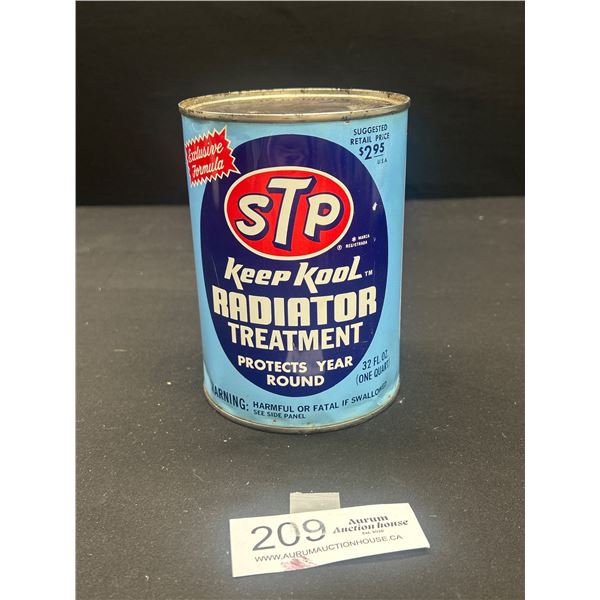 Exclusive
Formula
SUGGESTED
RETAIL PRICE
$2.95
U.S.A.
STP
® MARCA
® REGISTRADA
KEEP KOOL™
RADIATOR
TREATMENT
PROTECTS YEAR
ROUND
32 FL. OZ.
(ONE QUART)
WARNING: HARMFUL OR FATAL IF SWALLOWED
SEE SIDE PANEL
209
Aurum
Auction house
WWW.AURUMAUCTIONHOUSE.CA